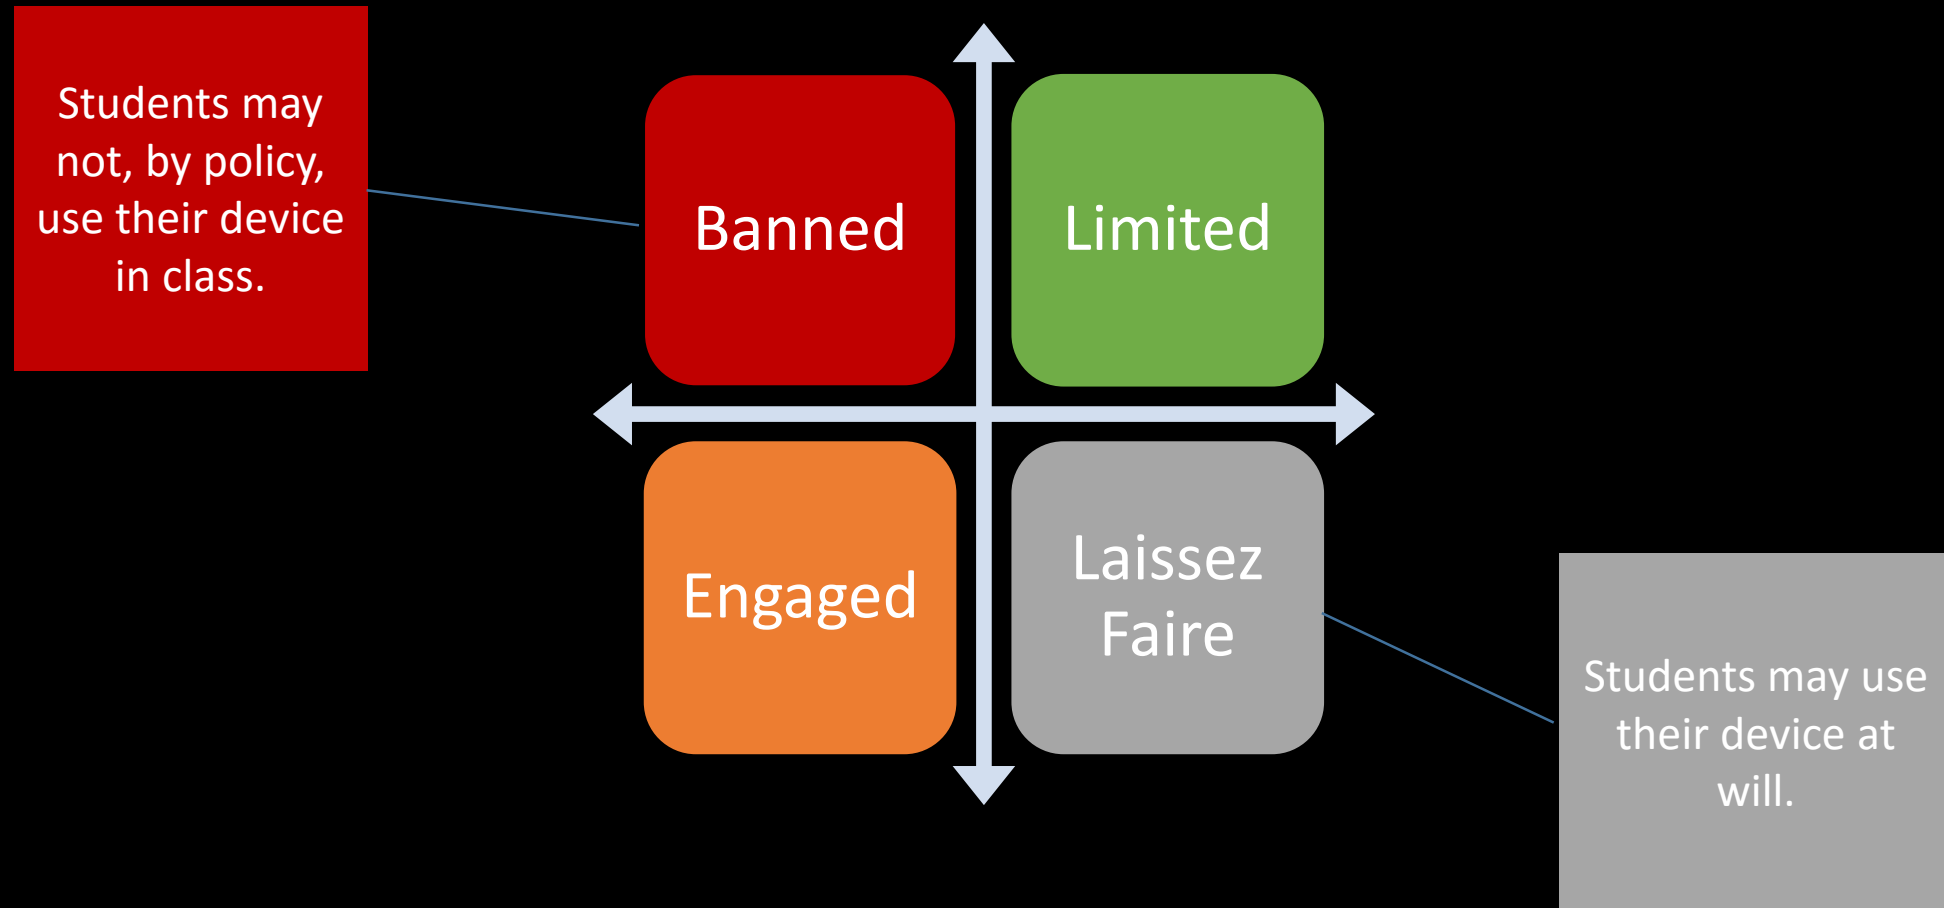 Students may
not, by policy,
use their device
in class.
Banned
Limited
Engaged
Laissez
Faire
Students may use
their device at
will.